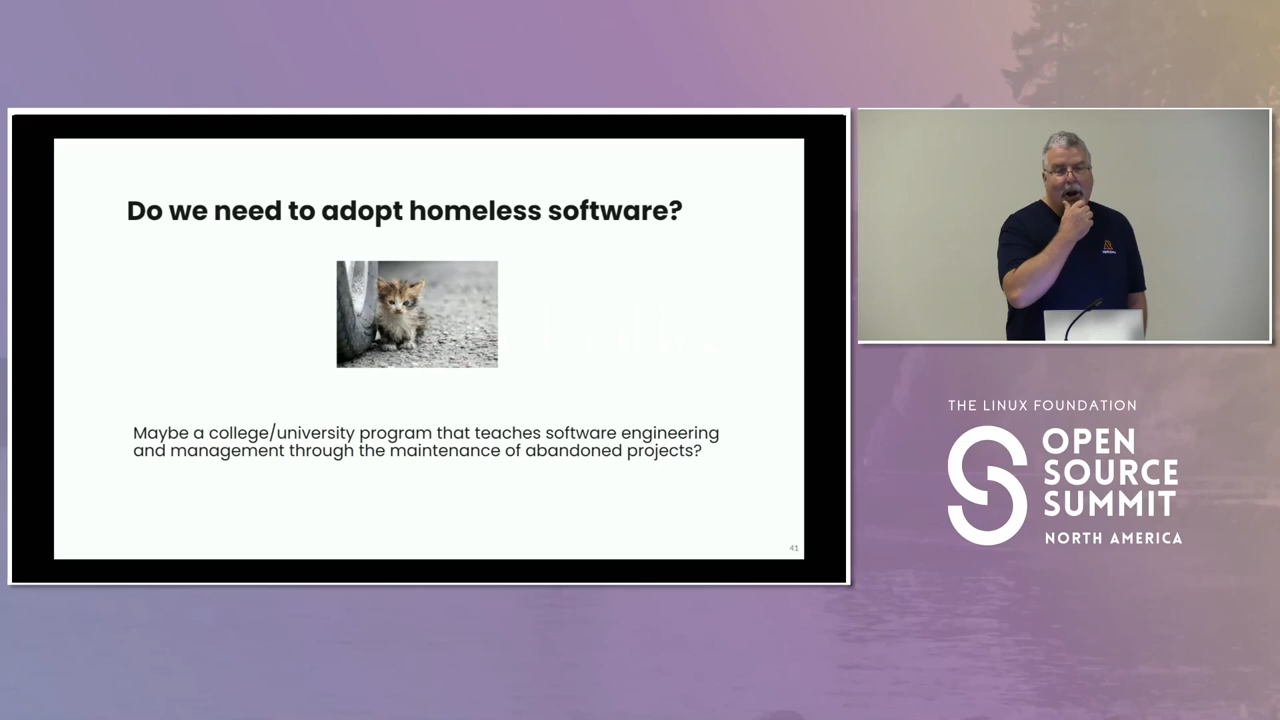 Do we need to adopt homeless software?
Maybe a college/university program that teaches software engineering
and management through the maintenance of abandoned projects?
41
THE LINUX FOUNDATION
OPEN
SOURCE
SUMMIT
NORTH AMERICA